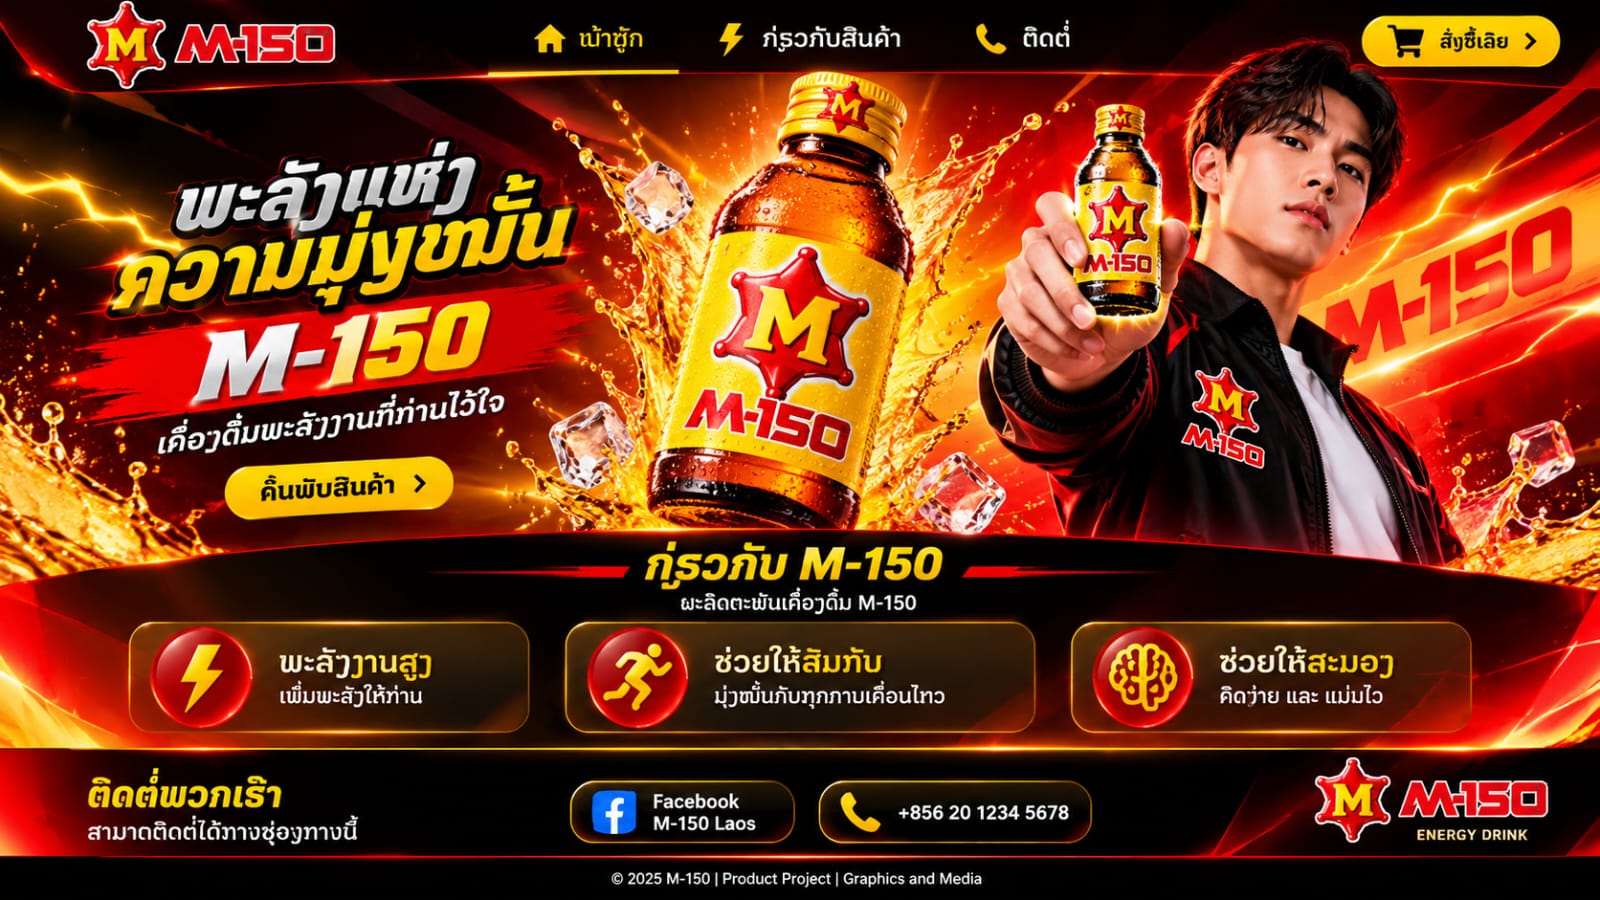 M
M-150
ໜ້າຫຼັກ
ກ່ຽວກັບສິນຄ້າ
ຕິດຕໍ່
ສັ່ງຊື້ເລີຍ
ພະລັງແຫ່ງ
ຄວາມມຸ່ງໝັ້ນ
M-150
ເຄື່ອງດື່ມພະລັງງານທີ່ທ່ານໄວ້ໃຈ
ຄົ້ນພົບສິນຄ້າ
M
M
M-150
M
M
M-150
M
M-150
M-150
ກ່ຽວກັບ M-150
ຜະລິດຕະພັນເຄື່ອງດື່ມ M-150
ພະລັງງານສູງ
ເພີ່ມພະລັງໃຫ້ທ່ານ
ຊ່ວຍໃຫ້
ຊ່ວຍໃຫ້ສະໝອງ
ຄິດງ່າຍ ແລະ
ຕິດຕໍ່ພວກເຮົາ
ສາມາດຕິດຕໍ່ໄດ້ທາງຊ່ອງທາງນີ້
Facebook
M-150 Laos
+856 20 1234 5678
M
M-150
ENERGY DRINK
© 2025 M-150 | Product Project | Graphics and Media